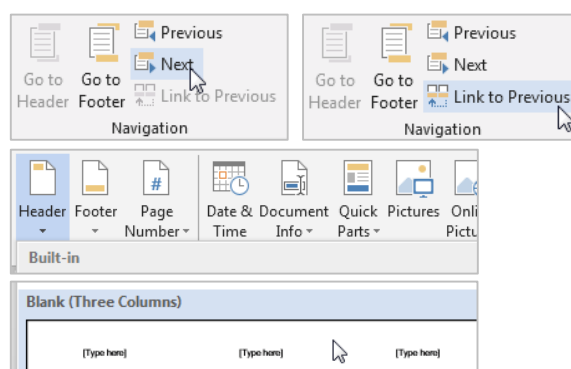 Previous
Next
Go to Header
Go to Footer
Link to Previous
Navigation
Previous
Next
Go to Header
Go to Footer
Link to Previous
Navigation
Header Footer Page Date & Document Quick Pictures Onli
Number Time Info Parts Pictu
Built-in
Blank (Three Columns)
[Type here] [Type here] [Type here]